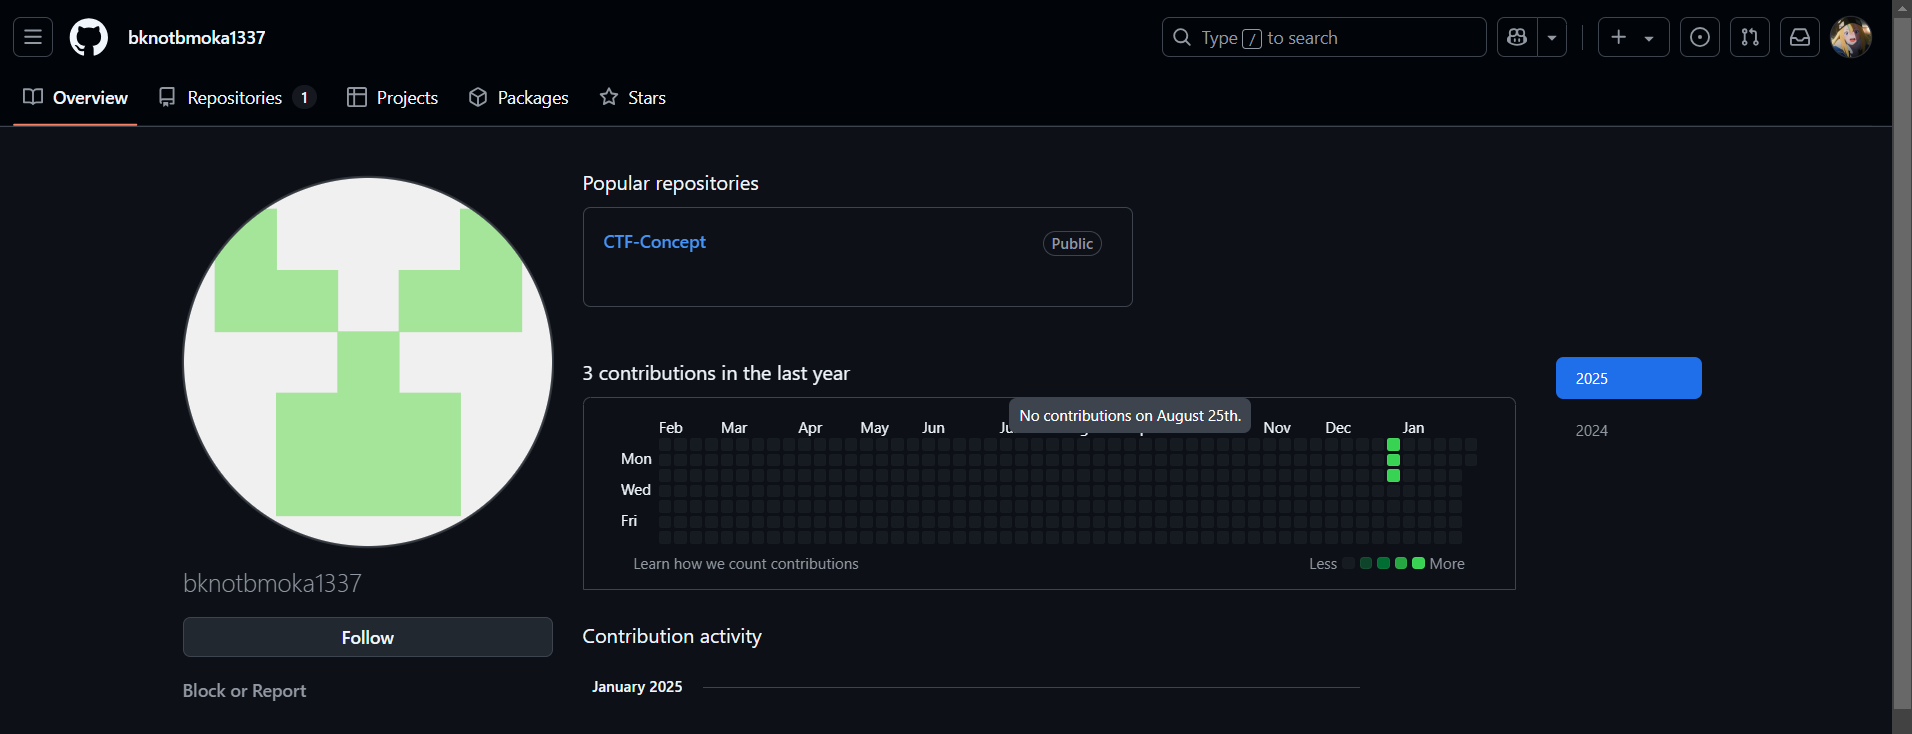 bknotbmoka1337
Type / to search
Overview
Repositories 1
Projects
Packages
Stars
Popular repositories
CTF-Concept
Public
3 contributions in the last year
2025
2024
No contributions on August 25th.
Feb Mar Apr May Jun Nov Dec Jan
Mon
Wed
Fri
Learn how we count contributions
Less More
bknotbmoka1337
Follow
Block or Report
Contribution activity
January 2025